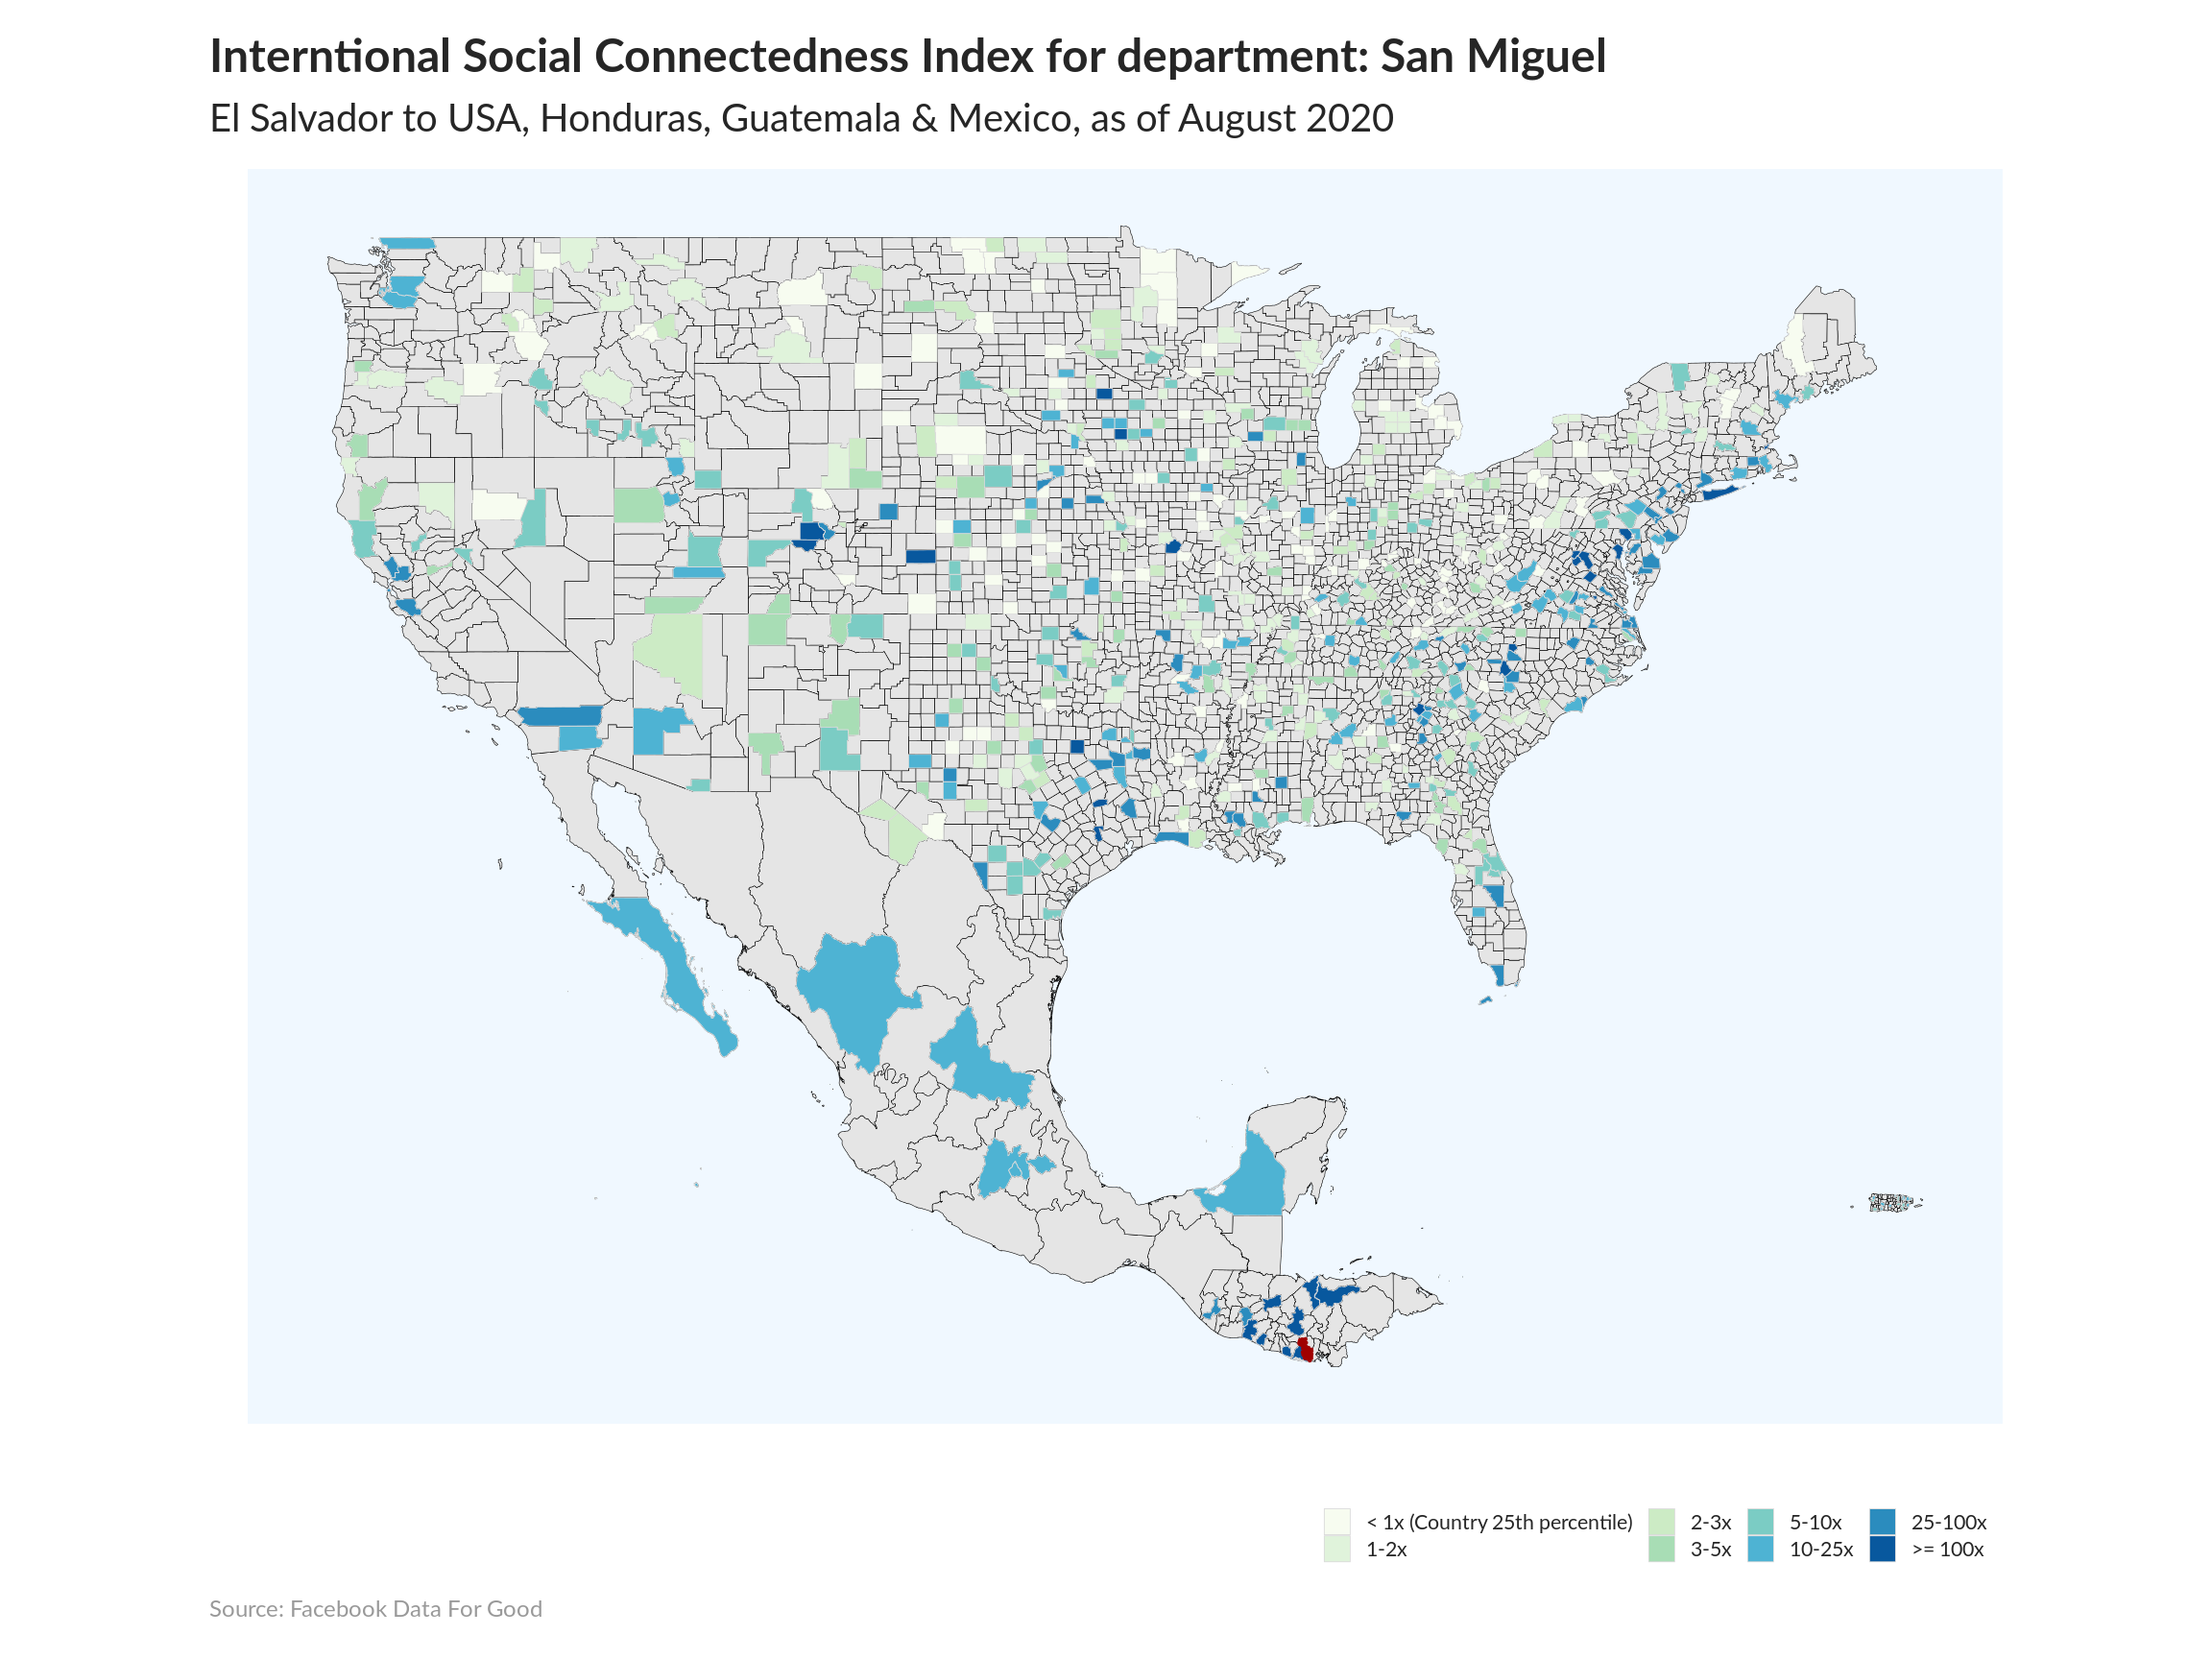 Interntional Social Connectedness Index for department: San Miguel
El Salvador to USA, Honduras, Guatemala & Mexico, as of August 2020
< 1x (Country 25th percentile)
1-2x
2-3x
3-5x
5-10x
10-25x
25-100x
>= 100x
Source: Facebook Data For Good